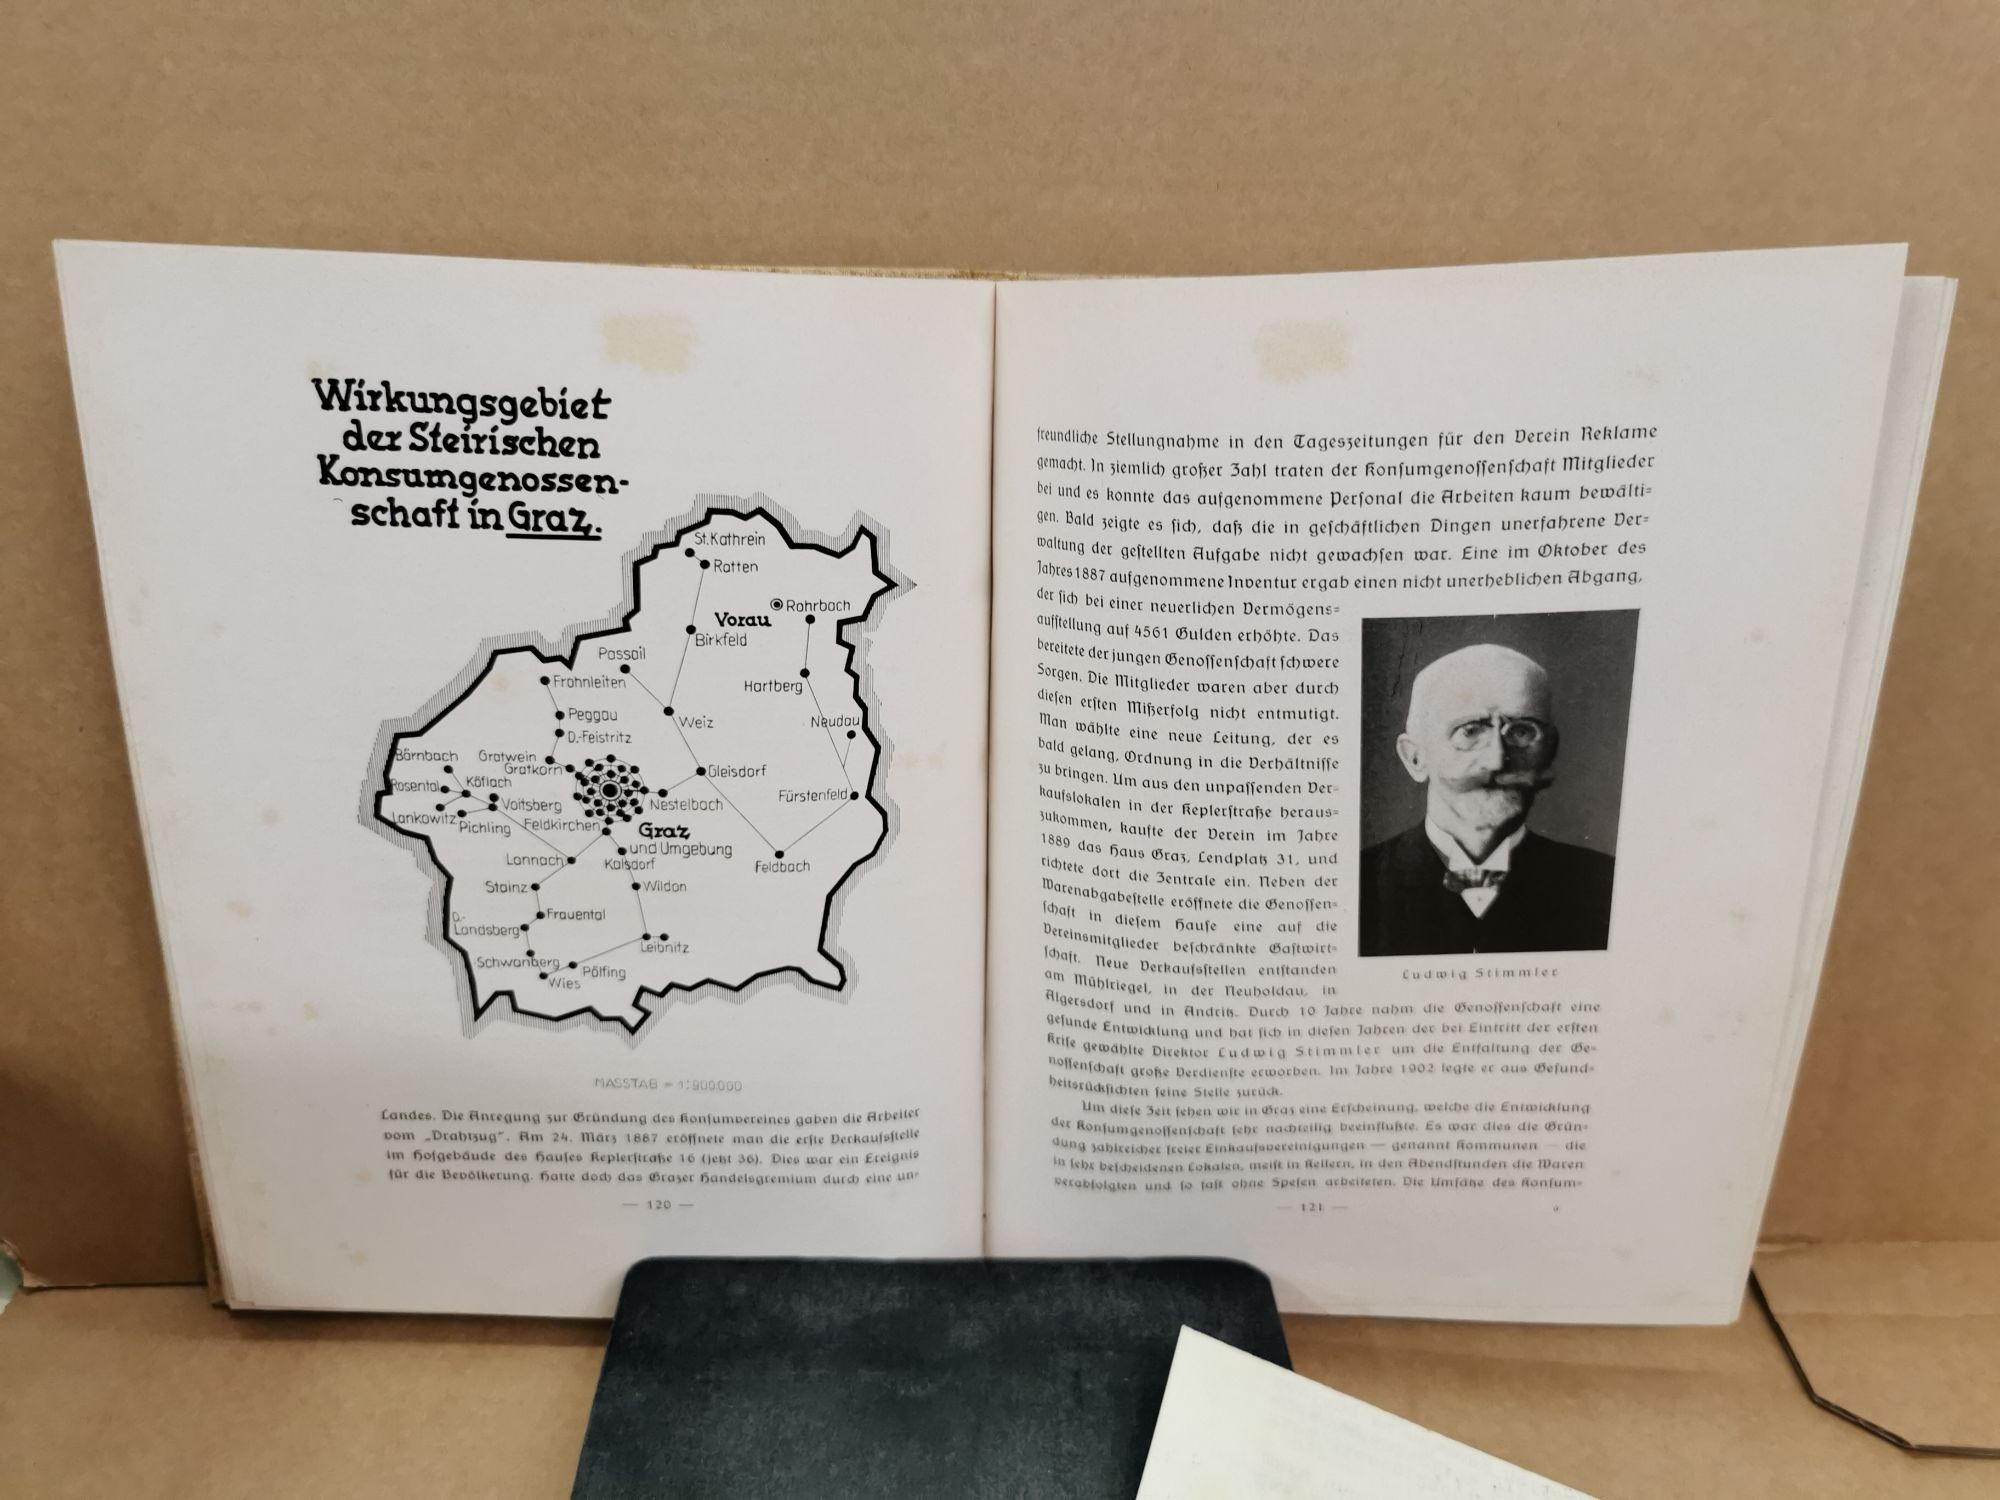 Wirkungsgebiet
der Steirischen
Konsumgenossen-
schaft in Graz.
St. Kathrein
Ratten
Rohrbach
Vorau
Birkfeld
Passail
Frohnleiten
Hartberg
Peggau
Weiz
Neudau
D.-Feistritz
Bärnbach
Gratwein
Gratkorn
Gleisdorf
Rosental
Köflach
Fürstenfeld
Voitsberg
Nestelbach
Lankowitz
Pichling
Feldkirchen
Graz
und Umgebung
Lannach
Kalsdorf
Feldbach
Stainz
Wildon
Frauental
D.-
Landsberg
Leibnitz
Schwanberg
Pölfing
Wies
MASSTAB = 1:900000
Landes. Die Anregung zur Gründung des Konsumvereines gaben die Arbeiter
vom „Drahtzug“. Am 24. März 1887 eröffnete man die erste Verkaufsstelle
im Hofgebäude des Hauses Keplerstraße 16 (jetzt 36). Dies war ein Ereignis
für die Bevölkerung. Hatte doch das Grazer Handelsgremium durch eine un-
— 120 —
freundliche Stellungnahme in den Tageszeitungen für den Verein Reklame
gemacht. In ziemlich großer Zahl traten der Konsumgenossenschaft Mitglieder
bei und es konnte das aufgenommene Personal die Arbeiten kaum bewälti-
gen. Bald zeigte es sich, daß die in geschäftlichen Dingen unerfahrene Ver-
waltung der gestellten Aufgabe nicht gewachsen war. Eine im Oktober des
Jahres 1887 aufgenommene Inventur ergab einen nicht unerheblichen Abgang,
der sich bei einer neuerlichen Vermögens-
aufstellung auf 4561 Gulden erhöhte. Das
bereitete der jungen Genossenschaft schwere
Sorgen. Die Mitglieder waren aber durch
diesen ersten Mißerfolg nicht entmutigt.
Man wählte eine neue Leitung, der es
bald gelang, Ordnung in die Verhältnisse
zu bringen. Um aus den unpassenden Ver-
kaufslokalen in der Keplerstraße heraus-
zukommen, kaufte der Verein im Jahre
1889 das Haus Graz, Lendplatz 31, und
richtete dort die Zentrale ein. Neben der
Warenabgabestelle eröffnete die Genossen-
schaft in diesem Hause eine auf die
Vereinsmitglieder beschränkte Gastwirt-
schaft. Neue Verkaufsstellen entstanden
am Mühlriegel, in der Neuholdau, in
Algersdorf und in Andritz. Durch 10 Jahre nahm die Genossenschaft eine
gesunde Entwicklung und hat sich in diesen Jahren der bei Eintritt der ersten
Krise gewählte Direktor Ludwig Stimmler um die Entfaltung der Ge-
nossenschaft große Verdienste erworben. Im Jahre 1902 legte er aus Gesund-
heitsrücksichten seine Stelle zurück.
Um diese Zeit sehen wir in Graz eine Erscheinung, welche die Entwicklung
der Konsumgenossenschaft sehr nachteilig beeinflußte. Es war dies die Grün-
dung zahlreicher freier Einkaufsvereinigungen — genannt Kommunen — die
in sehr bescheidenen Lokalen, meist in Kellern, in den Abendstunden die Waren
verabfolgten und so fast ohne Spesen arbeiteten. Die Umsätze des Konsum-
Ludwig Stimmler
— 121 —